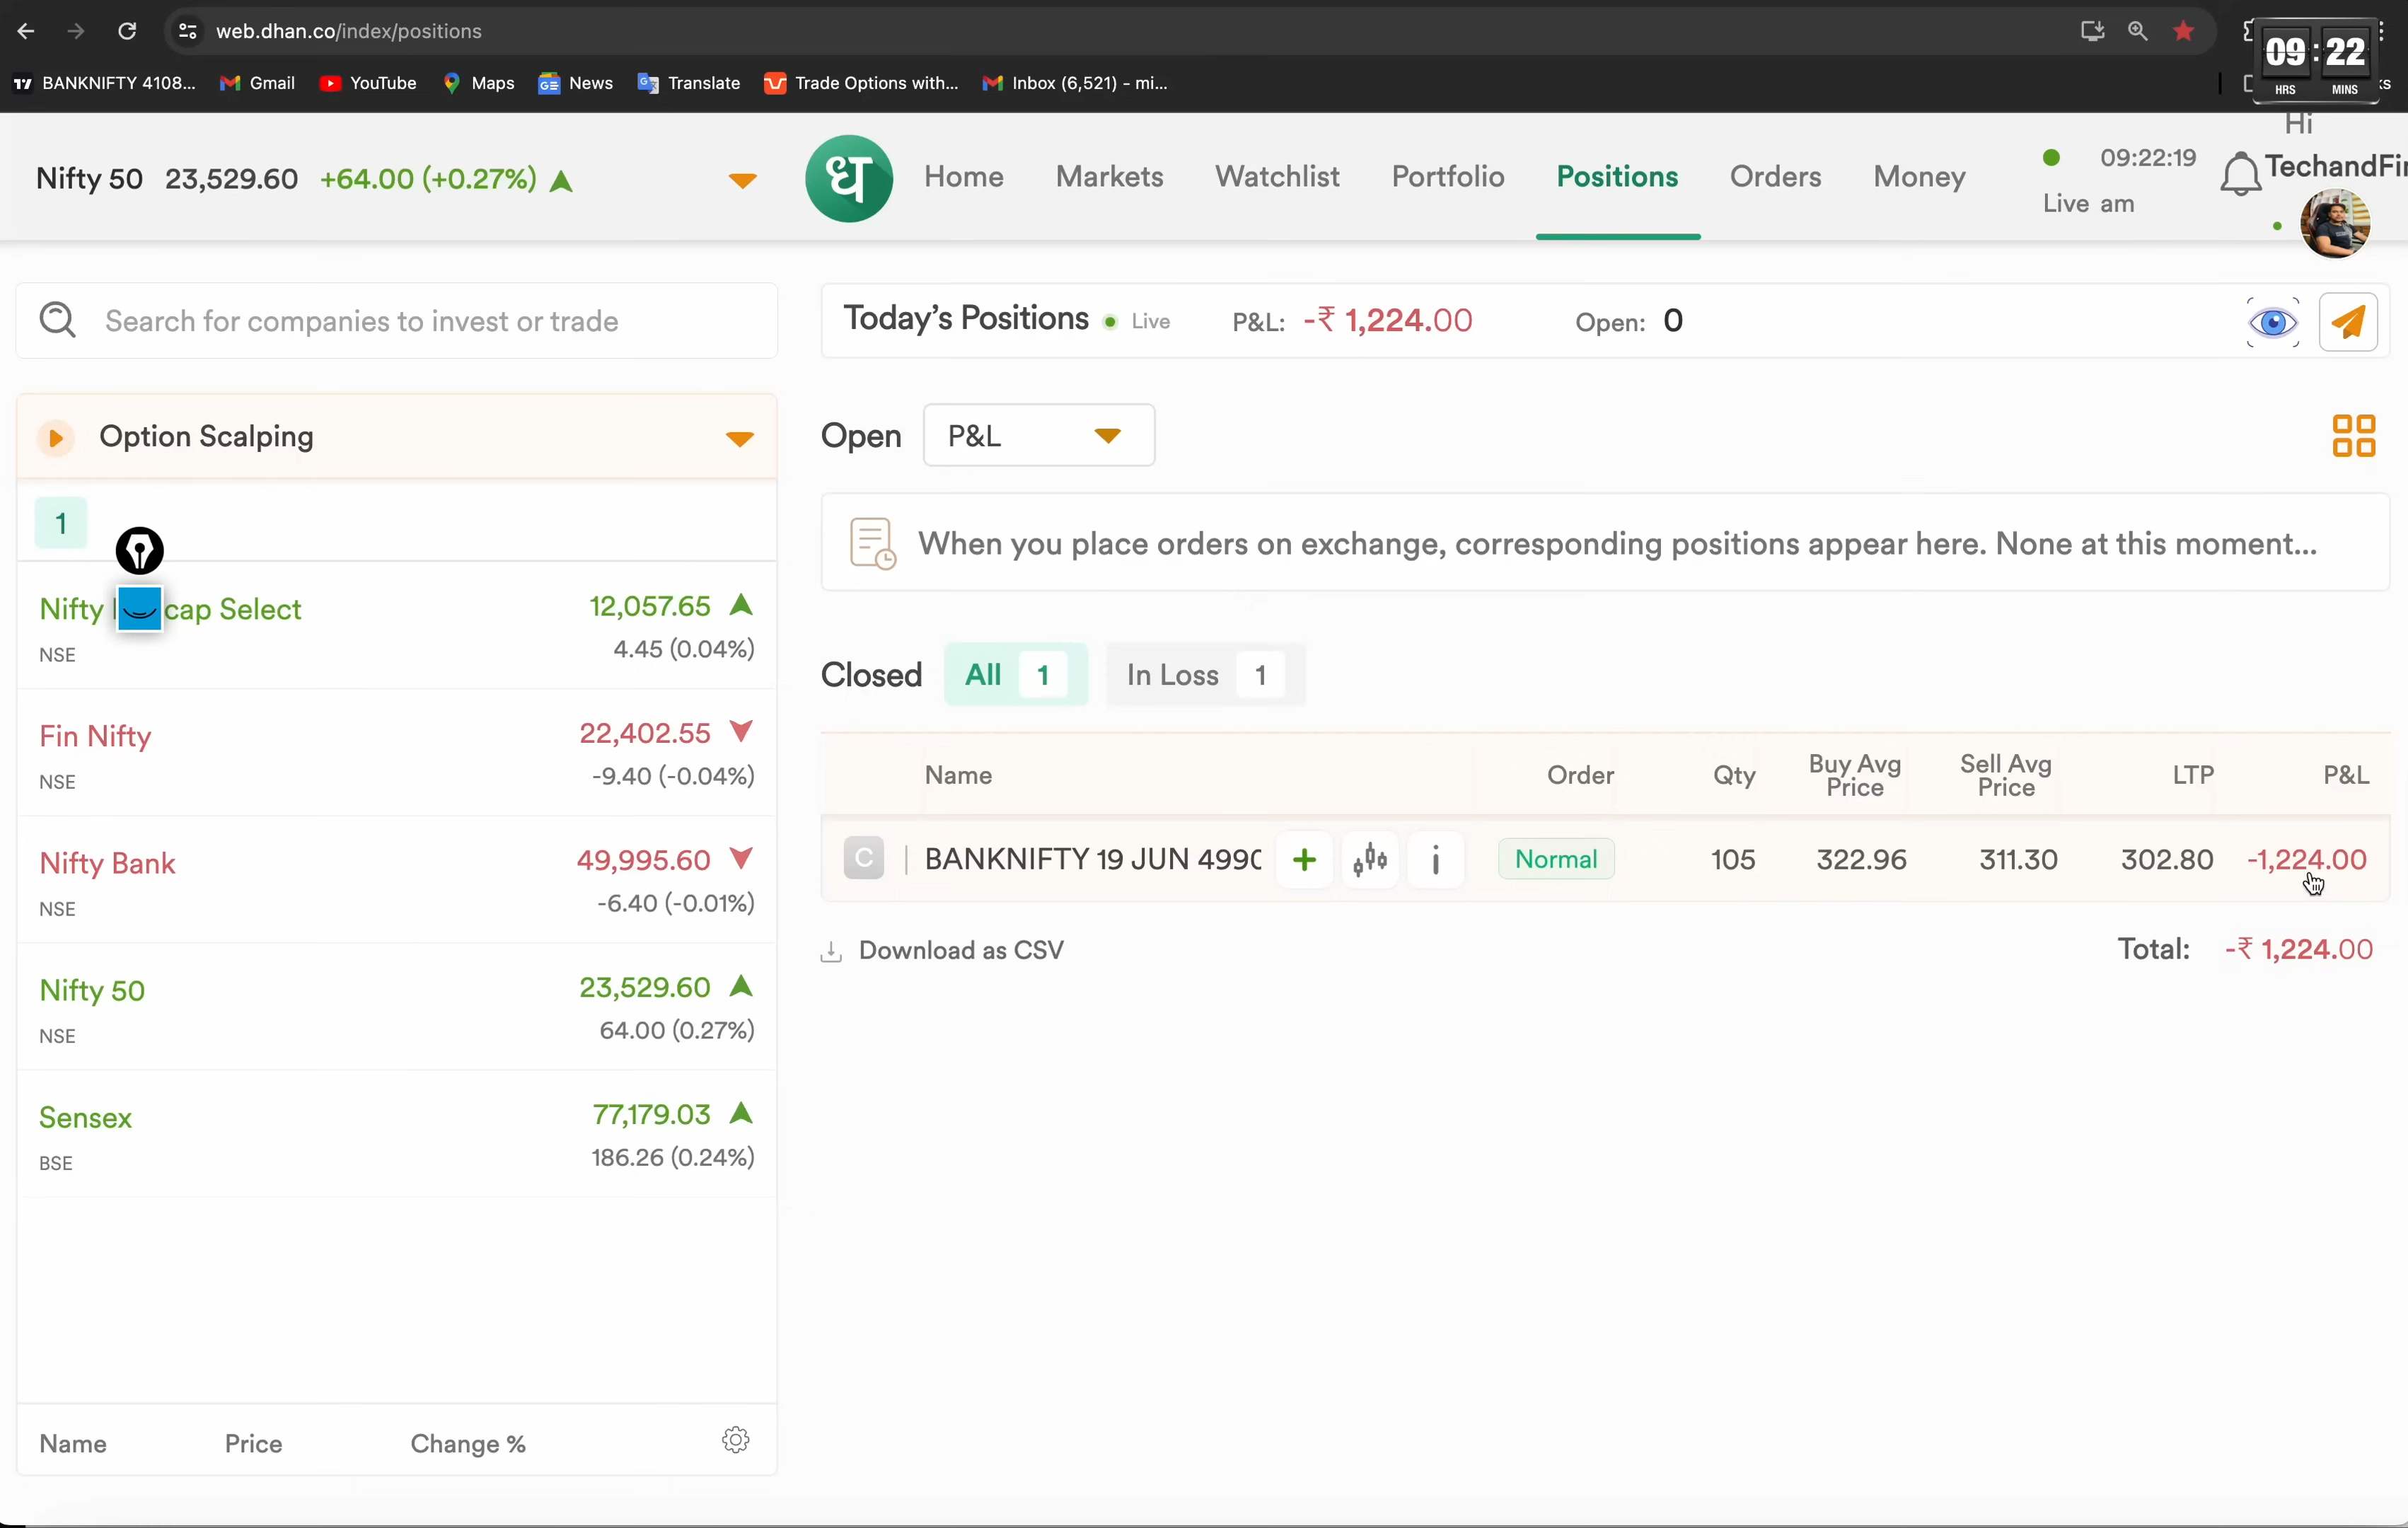 web.dhan.co/index/positions
09 : 22
HRS MINS
BANKNIFTY 4108...
Gmail
YouTube
Maps
News
Translate
Trade Options with...
Inbox (6,521) - mi...
Nifty 50 23,529.60 +64.00 (+0.27%)
ध
Home
Markets
Watchlist
Portfolio
Positions
Orders
Money
09:22:19
Live am
Hi
TechandFin
Search for companies to invest or trade
Today's Positions Live P&L: -₹ 1,224.00 Open: 0
Option Scalping
1
Nifty cap Select 12,057.65
NSE 4.45 (0.04%)
Fin Nifty 22,402.55
NSE -9.40 (-0.04%)
Nifty Bank 49,995.60
NSE -6.40 (-0.01%)
Nifty 50 23,529.60
NSE 64.00 (0.27%)
Sensex 77,179.03
BSE 186.26 (0.24%)
Name Price Change %
Open P&L
When you place orders on exchange, corresponding positions appear here. None at this moment...
Closed All 1 In Loss 1
Name Order Qty Buy Avg Price Sell Avg Price LTP P&L
C BANKNIFTY 19 JUN 4990 Normal 105 322.96 311.30 302.80 -1,224.00
Download as CSV
Total: -₹ 1,224.00